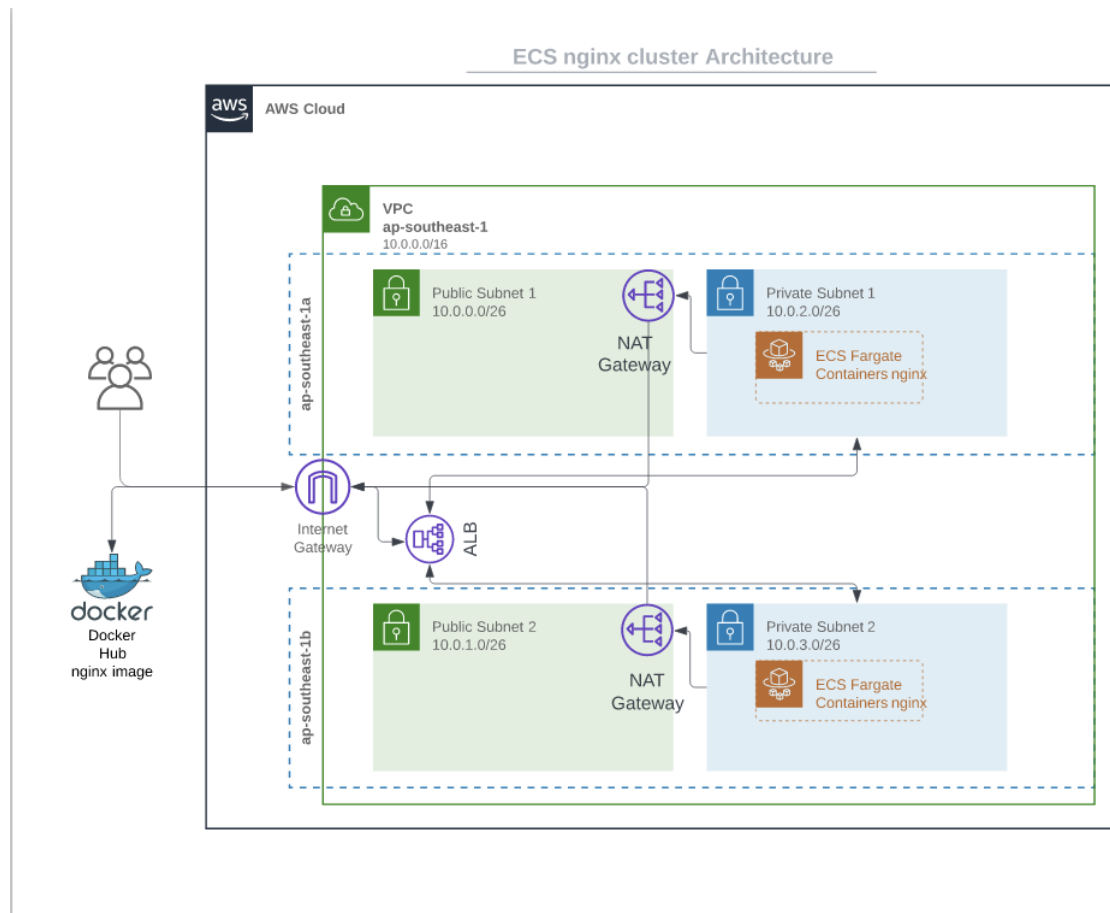 ECS nginx cluster Architecture
aws
AWS Cloud
VPC
ap-southeast-1
10.0.0.0/16
ap-southeast-1a
Public Subnet 1
10.0.0.0/26
NAT
Gateway
Private Subnet 1
10.0.2.0/26
ECS Fargate
Containers nginx
Internet
Gateway
ALB
docker
Docker
Hub
nginx image
ap-southeast-1b
Public Subnet 2
10.0.1.0/26
NAT
Gateway
Private Subnet 2
10.0.3.0/26
ECS Fargate
Containers nginx